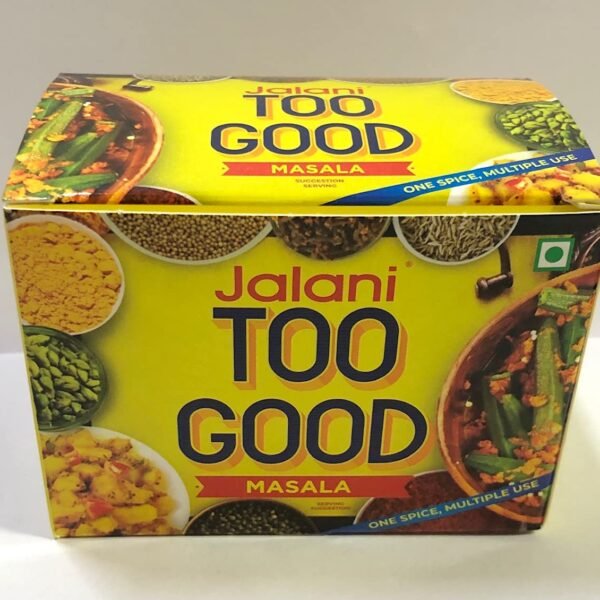 Jalani
TOO
GOOD
MASALA
SUGGESTION
SERVING
ONE SPICE, MULTIPLE USE
Jalani®
TOO
GOOD
MASALA
SERVING
SUGGESTION
ONE SPICE, MULTIPLE USE